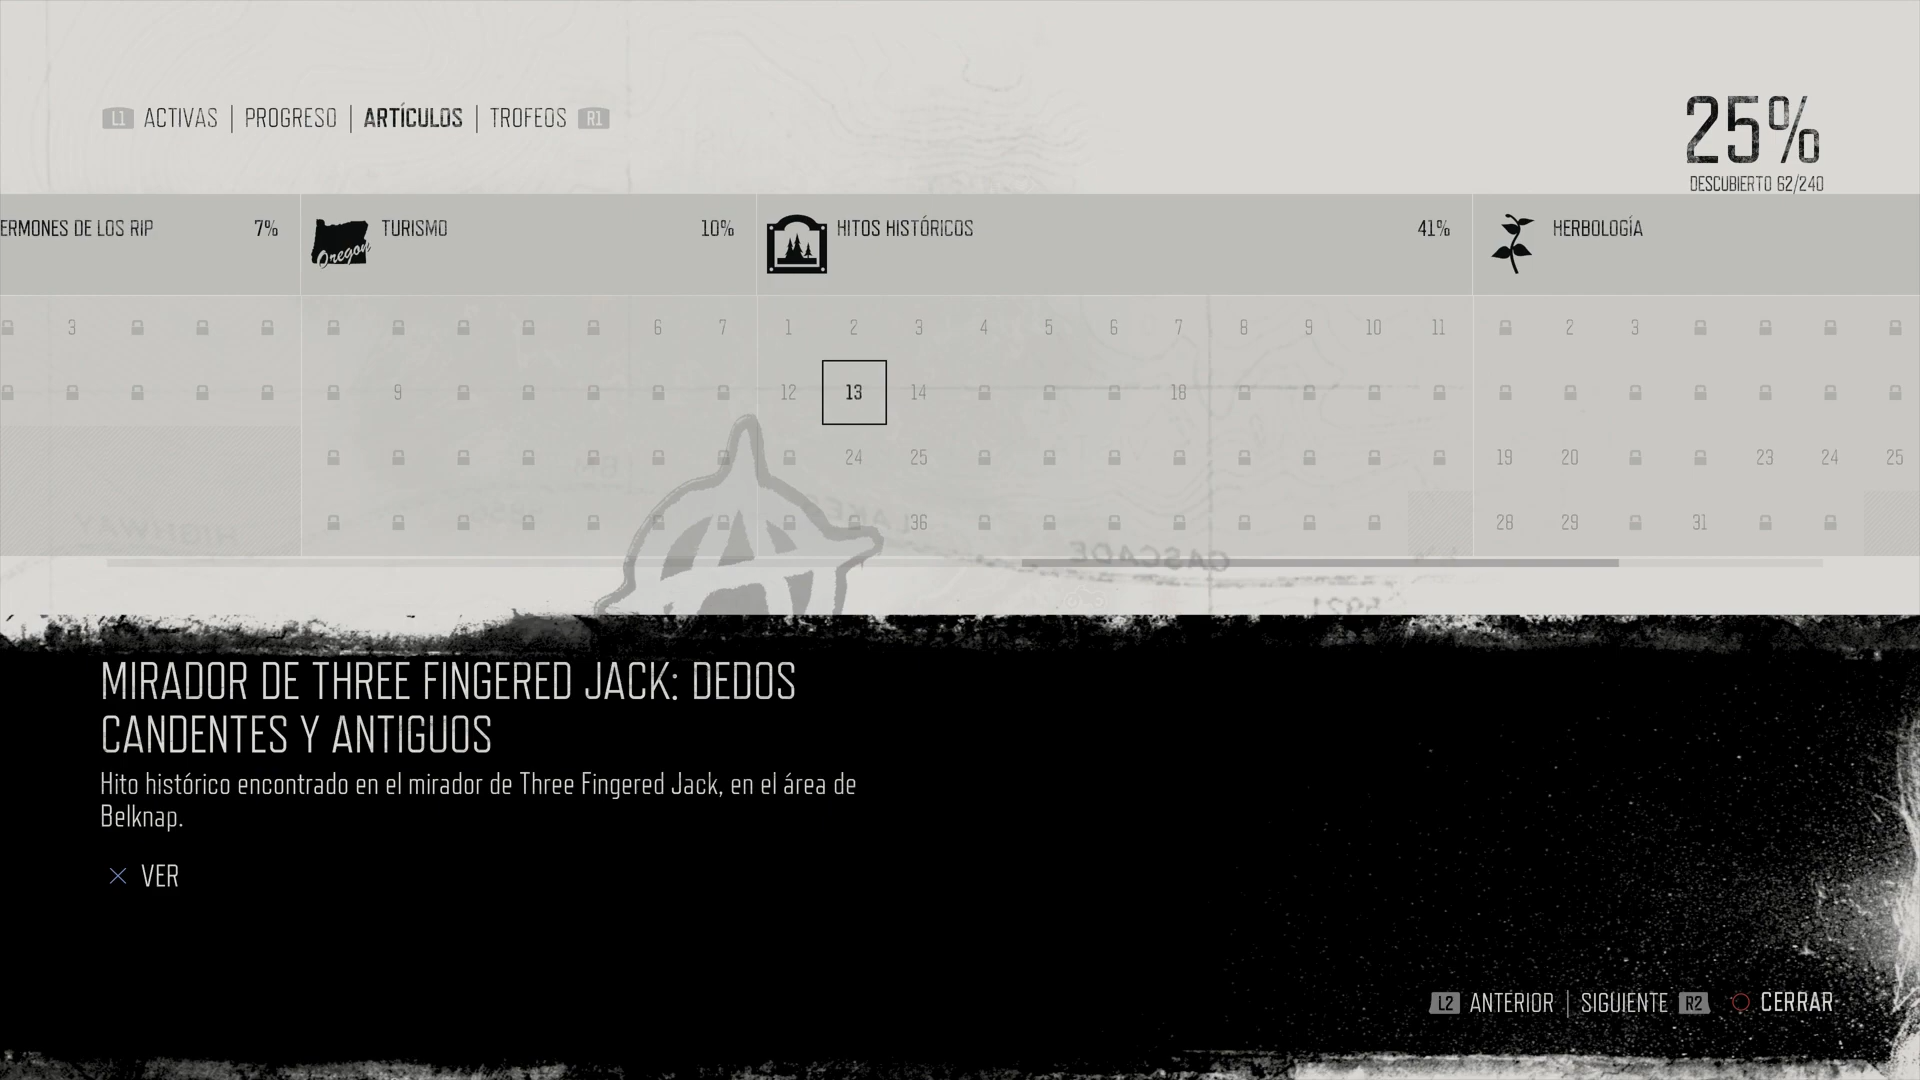 L1 ACTIVAS | PROGRESO | ARTÍCULOS | TROFEOS R1
25%
DESCUBIERTO 62/240
ERMONES DE LOS RIP 7%
Oregon TURISMO 10%
HITOS HISTÓRICOS 41%
HERBOLOGÍA
3 6 7 1 2 3 4 5 6 7 8 9 10 11 2 3
9 12 13 14 18
24 25 19 20 23 24 25
36 28 29 31
HIGHWAY
LAKE
CASCADE
MIRADOR DE THREE FINGERED JACK: DEDOS
CANDENTES Y ANTIGUOS
Hito histórico encontrado en el mirador de Three Fingered Jack, en el área de
Belknap.
VER
L2 ANTERIOR | SIGUIENTE R2 CERRAR